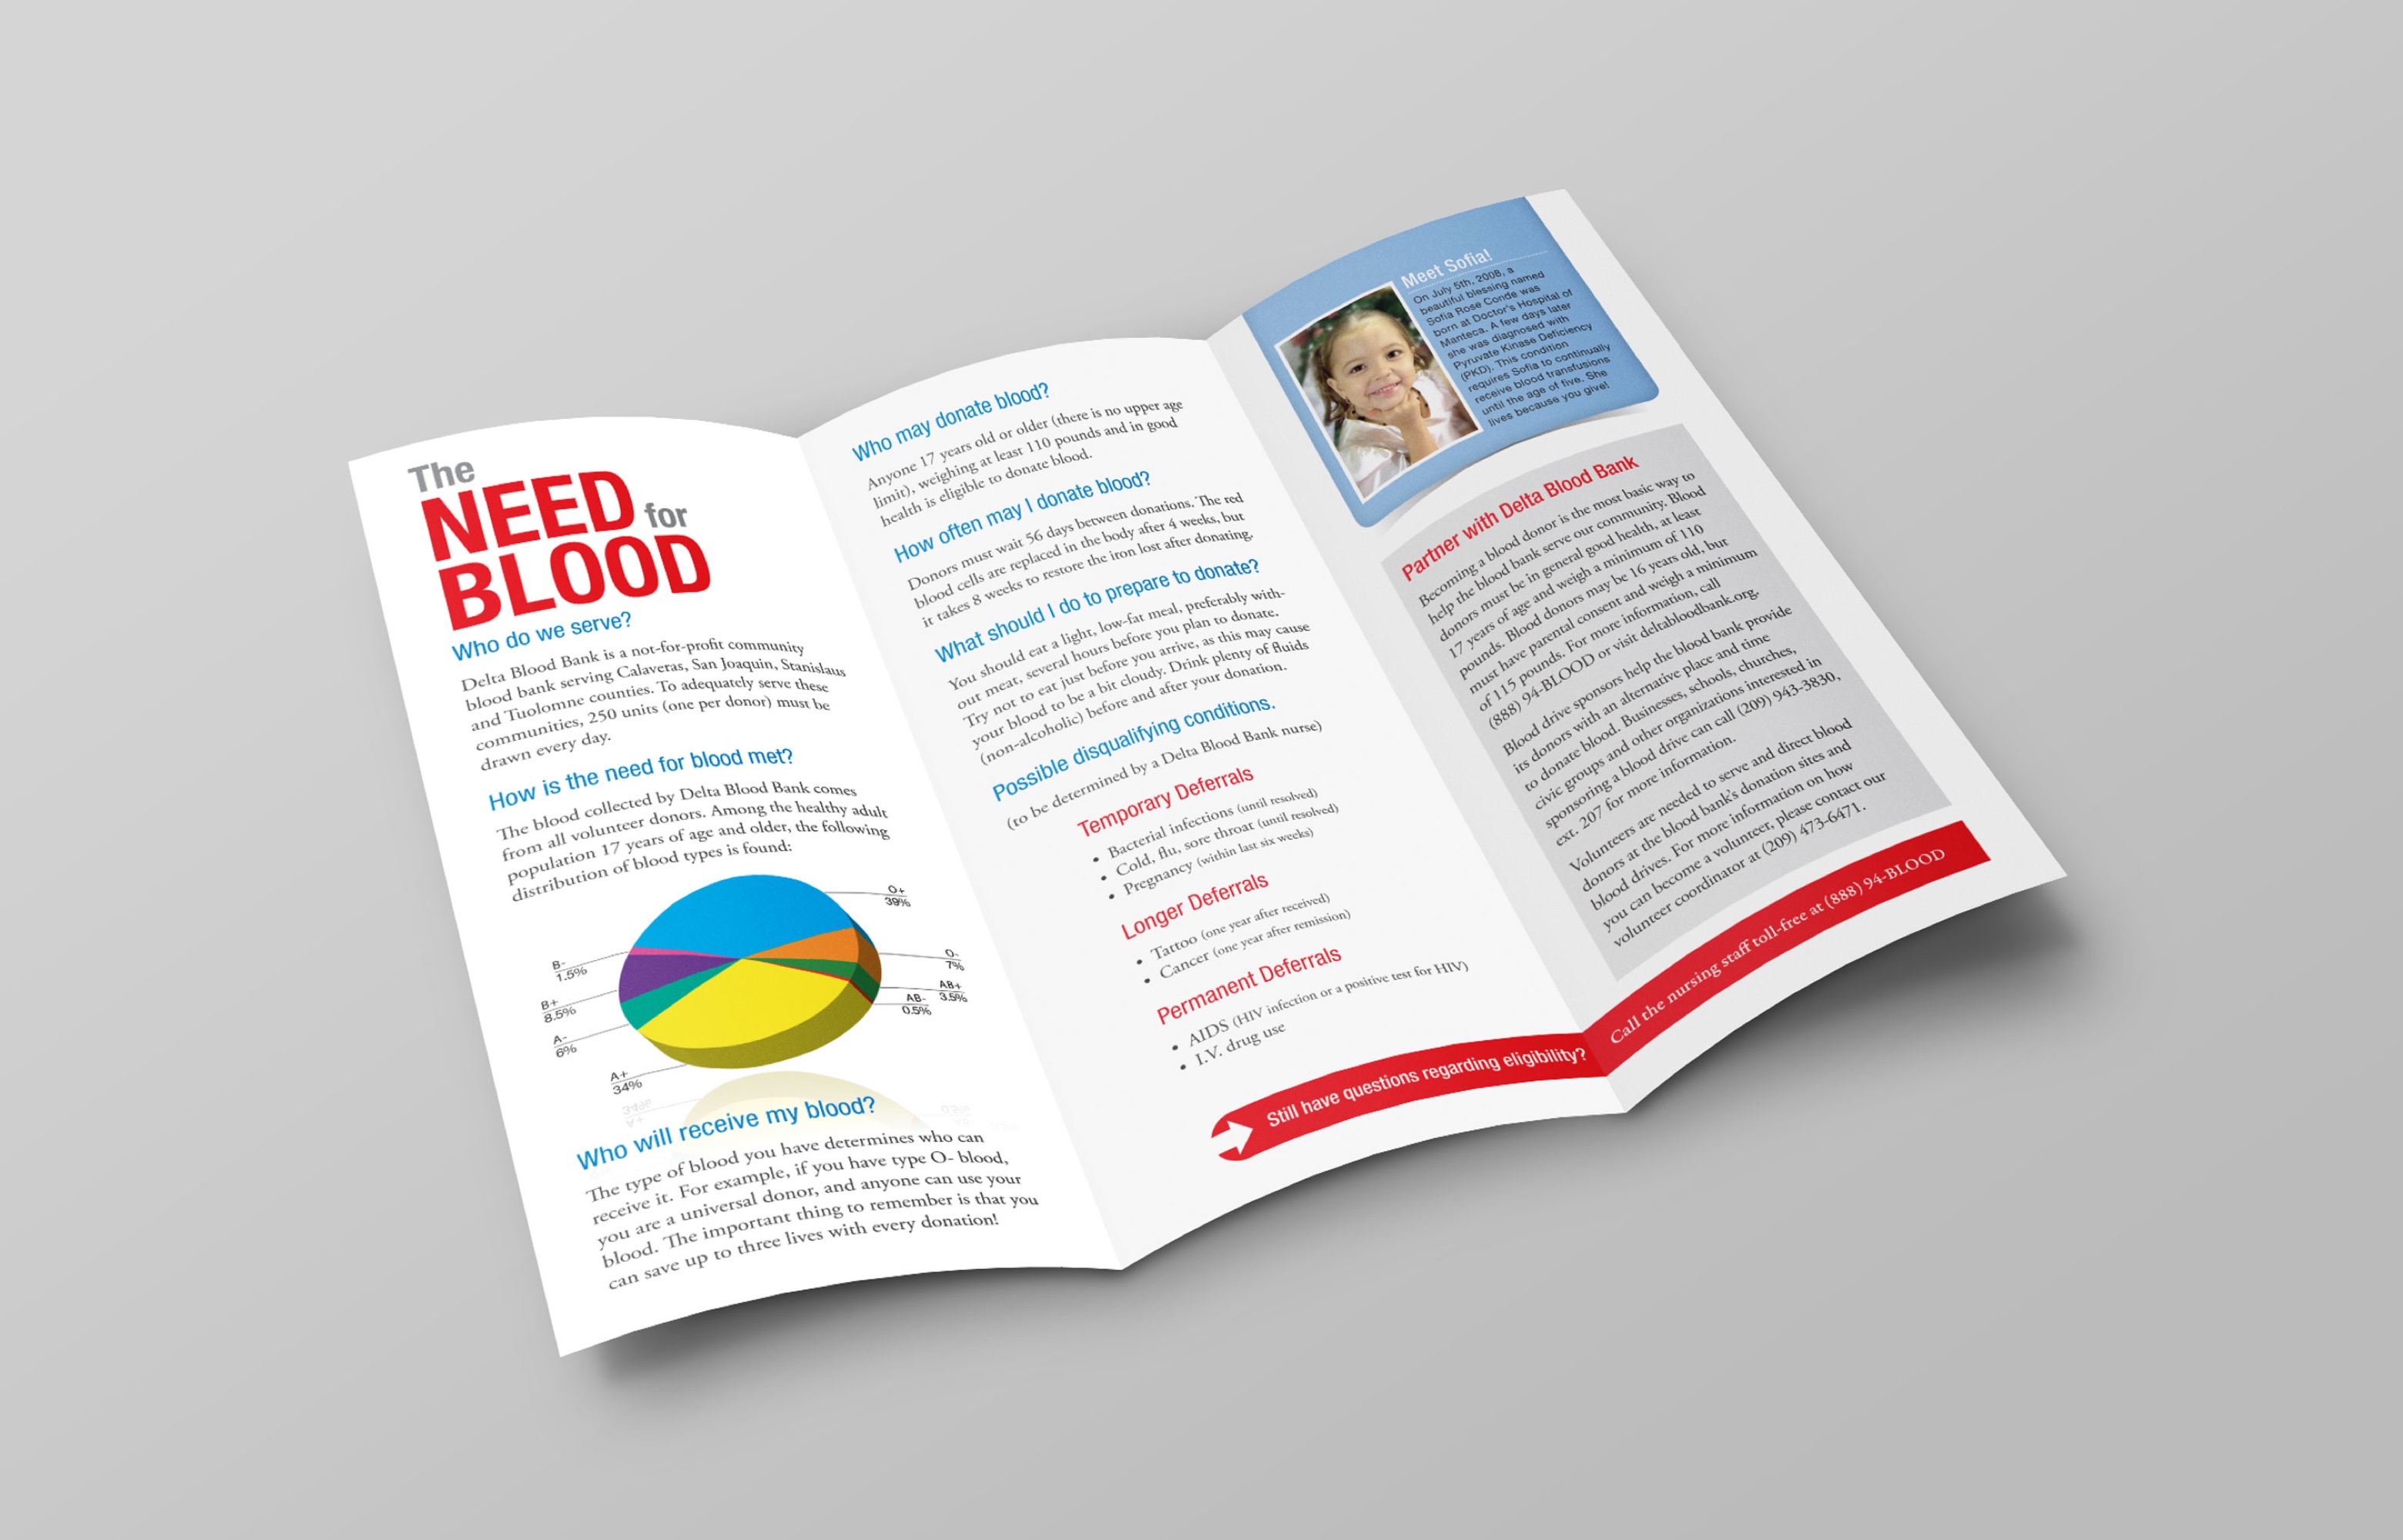 The
NEED for
BLOOD
Who do we serve?
Delta Blood Bank is a not-for-profit community
blood bank serving Calaveras, San Joaquin, Stanislaus
and Tuolomne counties. To adequately serve these
communities, 250 units (one per donor) must be
drawn every day.
How is the need for blood met?
The blood collected by Delta Blood Bank comes
from all volunteer donors. Among the healthy adult
population 17 years of age and older, the following
distribution of blood types is found:
O+
39%
O-
7%
AB+
3.5%
AB-
0.5%
B-
1.5%
B+
8.5%
A-
6%
A+
34%
Who will receive my blood?
The type of blood you have determines who can
receive it. For example, if you have type O- blood,
you are a universal donor, and anyone can use your
blood. The important thing to remember is that you
can save up to three lives with every donation!
Who may donate blood?
Anyone 17 years old or older (there is no upper age
limit), weighing at least 110 pounds and in good
health is eligible to donate blood.
How often may I donate blood?
Donors must wait 56 days between donations. The red
blood cells are replaced in the body after 4 weeks, but
it takes 8 weeks to restore the iron lost after donating.
What should I do to prepare to donate?
You should eat a light, low-fat meal, preferably with-
out meat, several hours before you plan to donate.
Try not to eat just before you arrive, as this may cause
your blood to be a bit cloudy. Drink plenty of fluids
(non-alcoholic) before and after your donation.
Possible disqualifying conditions.
(to be determined by a Delta Blood Bank nurse)
Temporary Deferrals
• Bacterial infections (until resolved)
• Cold, flu, sore throat (until resolved)
• Pregnancy (within last six weeks)
Longer Deferrals
• Tattoo (one year after received)
• Cancer (one year after remission)
Permanent Deferrals
• AIDS (HIV infection or a positive test for HIV)
• I.V. drug use
Still have questions regarding eligibility?
Meet Sofia!
On July 5th, 2008, a
beautiful blessing named
Sofia Rose Conde was
born at Doctor's Hospital of
Manteca. A few days later
she was diagnosed with
Pyruvate Kinase Deficiency
(PKD). This condition
requires Sofia to continually
receive blood transfusions
until the age of five. She
lives because you give!
Partner with Delta Blood Bank
Becoming a blood donor is the most basic way to
help the blood bank serve our community. Blood
donors must be in general good health, at least
17 years of age and weigh a minimum of 110
pounds. Blood donors may be 16 years old, but
must have parental consent and weigh a minimum
of 115 pounds. For more information, call
(888) 94-BLOOD or visit deltabloodbank.org.
Blood drive sponsors help the blood bank provide
its donors with an alternative place and time
to donate blood. Businesses, schools, churches,
civic groups and other organizations interested in
sponsoring a blood drive can call (209) 943-3830,
ext. 207 for more information.
Volunteers are needed to serve and direct blood
donors at the blood bank's donation sites and
blood drives. For more information on how
you can become a volunteer, please contact our
volunteer coordinator at (209) 473-6471.
Call the nursing staff toll-free at (888) 94-BLOOD